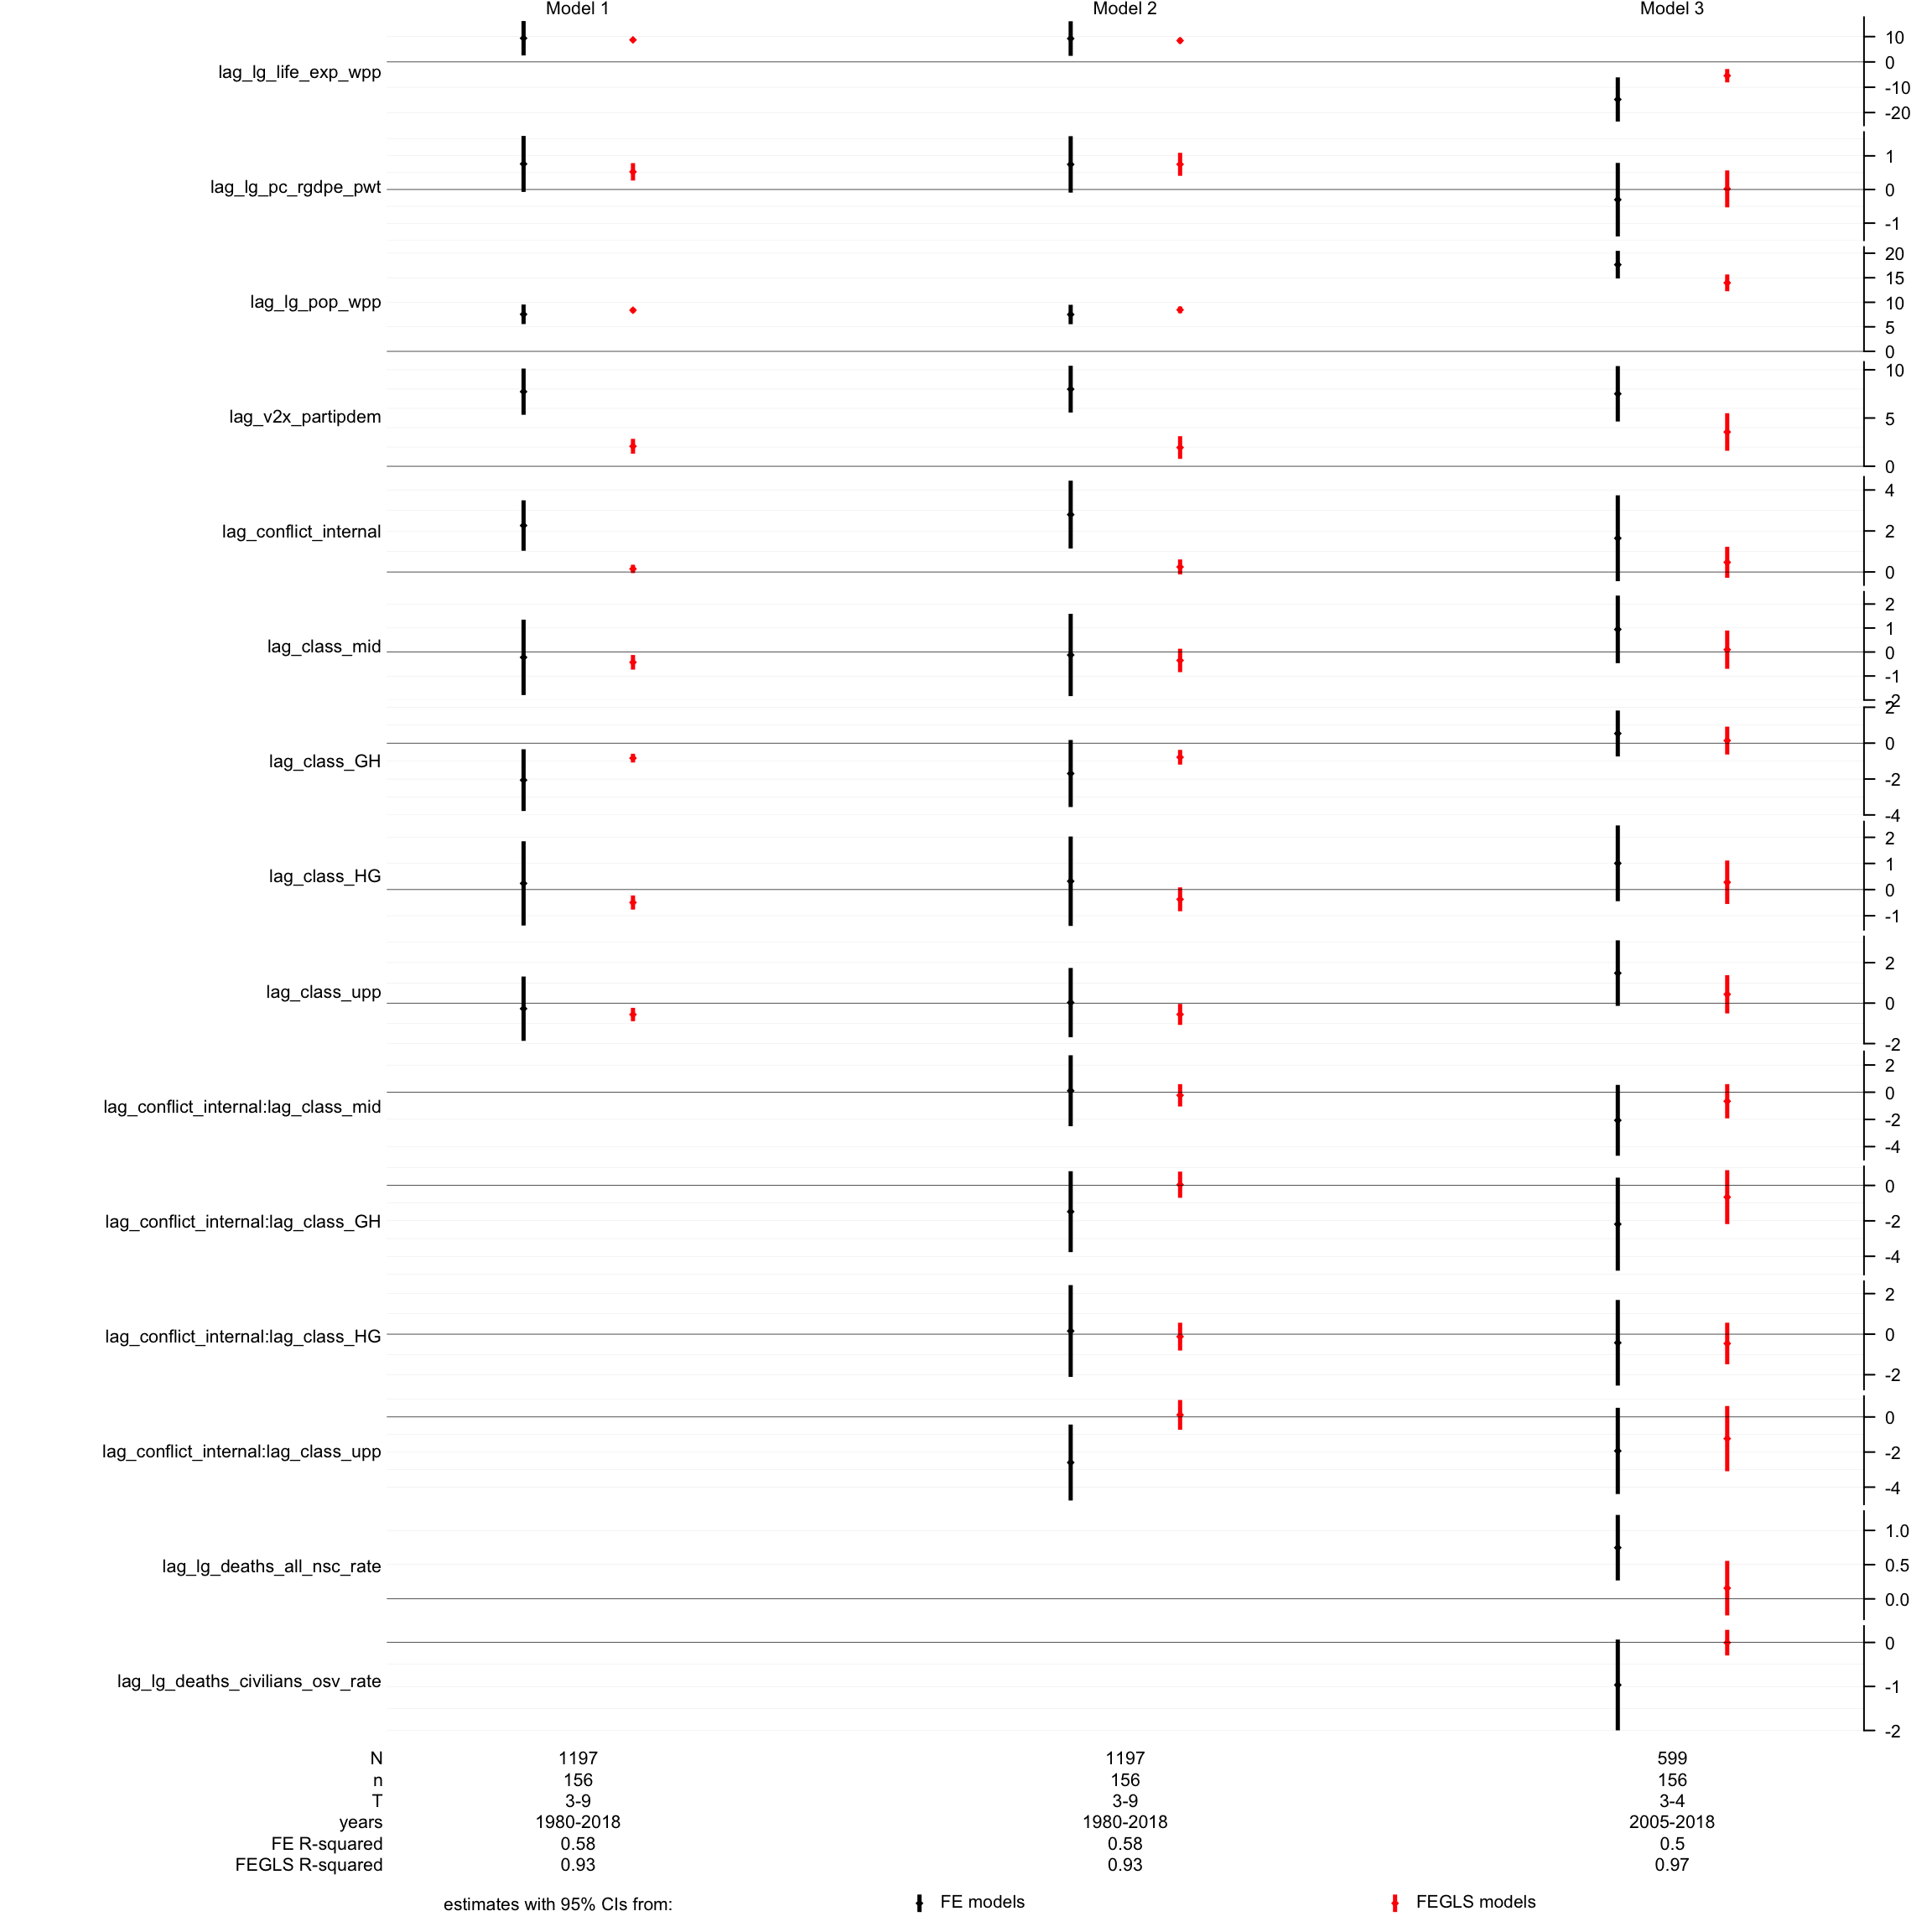 Model 1 Model 2 Model 3
lag_lg_life_exp_wpp
10
0
-10
-20
lag_lg_pc_rgdpe_pwt
1
0
-1
lag_lg_pop_wpp
20
15
10
5
0
lag_v2x_partipdem
10
5
0
lag_conflict_internal
4
2
0
lag_class_mid
2
1
0
-1
-2
lag_class_GH
2
0
-2
-4
lag_class_HG
2
1
0
-1
lag_class_upp
2
0
-2
lag_conflict_internal:lag_class_mid
2
0
-2
-4
lag_conflict_internal:lag_class_GH
0
-2
-4
lag_conflict_internal:lag_class_HG
2
0
-2
lag_conflict_internal:lag_class_upp
0
-2
-4
lag_lg_deaths_all_nsc_rate
1.0
0.5
0.0
lag_lg_deaths_civilians_osv_rate
0
-1
-2
N 1197 1197 599
n 156 156 156
T 3-9 3-9 3-4
years 1980-2018 1980-2018 2005-2018
FE R-squared 0.58 0.58 0.5
FEGLS R-squared 0.93 0.93 0.97
estimates with 95% CIs from: FE models FEGLS models